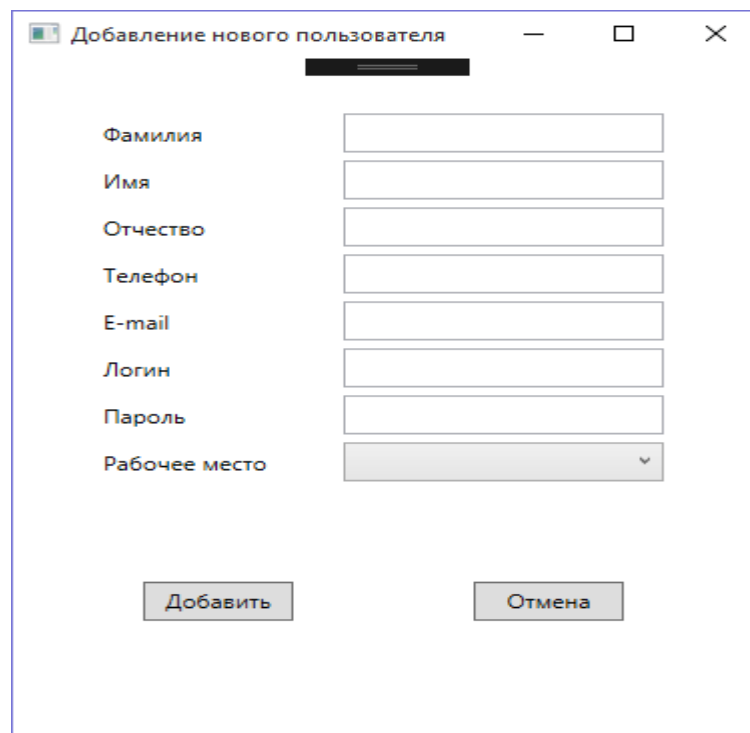 Добавление нового пользователя
Фамилия
Имя
Отчество
Телефон
E-mail
Логин
Пароль
Рабочее место
Добавить Отмена